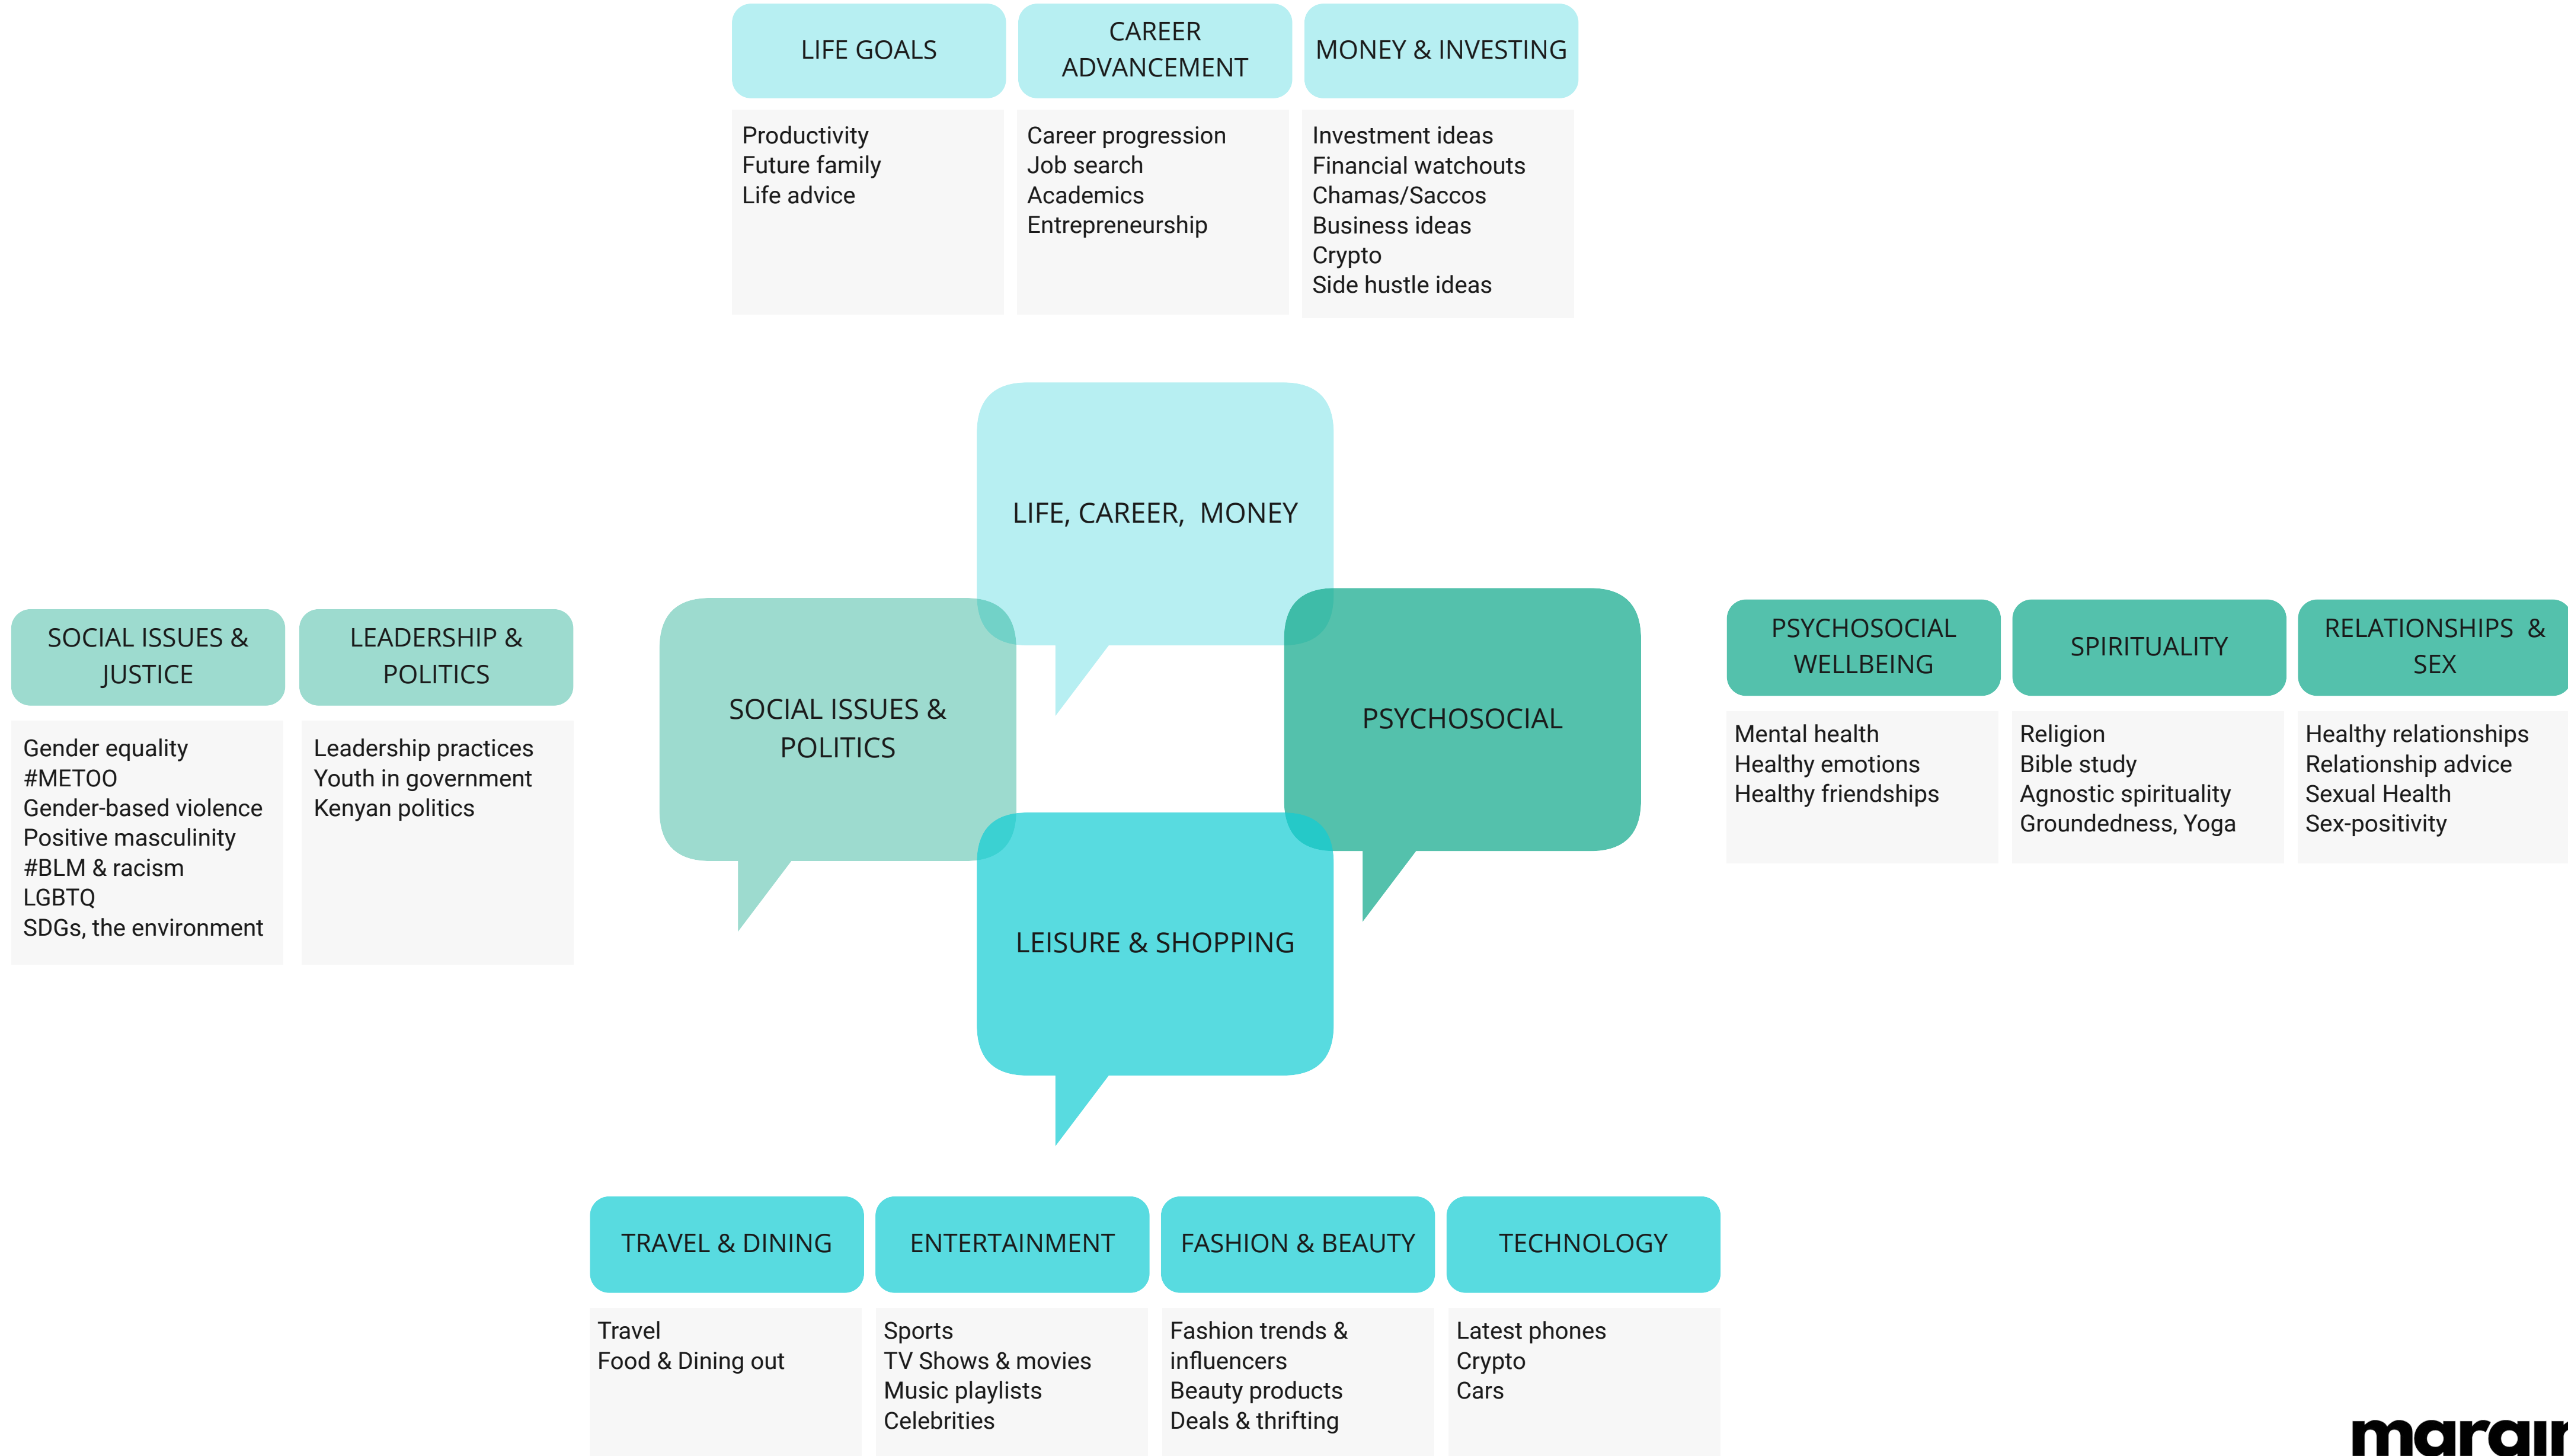 LIFE GOALS
Productivity
Future family
Life advice
CAREER
ADVANCEMENT
Career progression
Job search
Academics
Entrepreneurship
MONEY & INVESTING
Investment ideas
Financial watchouts
Chamas/Saccos
Business ideas
Crypto
Side hustle ideas
LIFE, CAREER,  MONEY
SOCIAL ISSUES &
JUSTICE
Gender equality
#METOO
Gender-based violence
Positive masculinity
#BLM & racism
LGBTQ
SDGs, the environment
LEADERSHIP &
POLITICS
Leadership practices
Youth in government
Kenyan politics
SOCIAL ISSUES &
POLITICS
PSYCHOSOCIAL
PSYCHOSOCIAL
WELLBEING
Mental health
Healthy emotions
Healthy friendships
SPIRITUALITY
Religion
Bible study
Agnostic spirituality
Groundedness, Yoga
RELATIONSHIPS  &
SEX
Healthy relationships
Relationship advice
Sexual Health
Sex-positivity
LEISURE & SHOPPING
TRAVEL & DINING
Travel
Food & Dining out
ENTERTAINMENT
Sports
TV Shows & movies
Music playlists
Celebrities
FASHION & BEAUTY
Fashion trends &
influencers
Beauty products
Deals & thrifting
TECHNOLOGY
Latest phones
Crypto
Cars